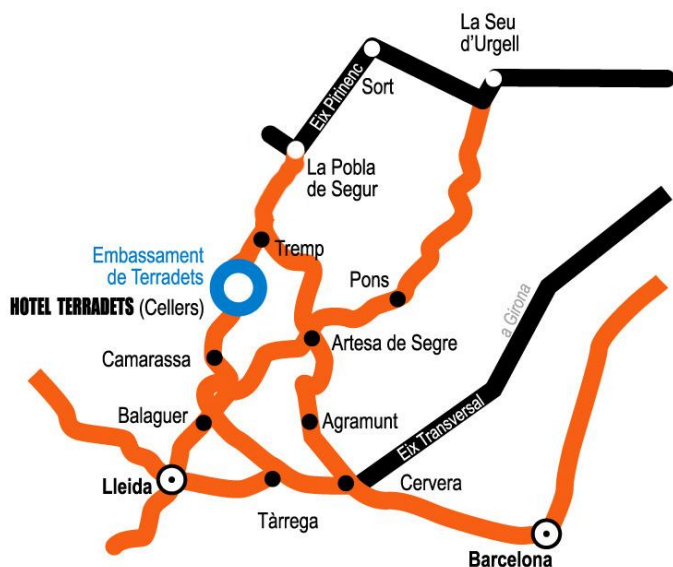 La Seu
d'Urgell
Sort
Eix Pirinenc
La Pobla
de Segur
Tremp
Embassament
de Terradets
HOTEL TERRADETS (Cellers)
Pons
a Girona
Artesa de Segre
Camarassa
Balaguer
Agramunt
Eix Transversal
Lleida
Cervera
Tàrrega
Barcelona